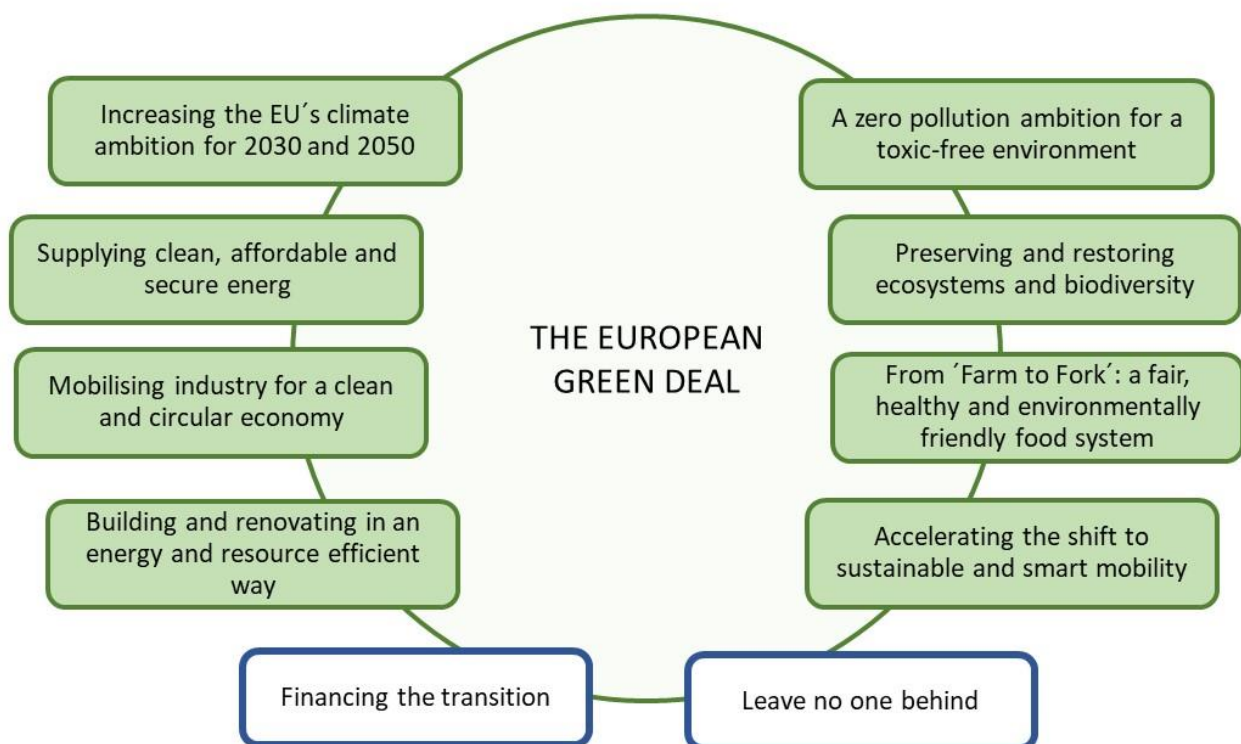 Increasing the EU´s climate
ambition for 2030 and 2050
Supplying clean, affordable and
secure energ
Mobilising industry for a clean
and circular economy
Building and renovating in an
energy and resource efficient
way
Financing the transition
THE EUROPEAN
GREEN DEAL
A zero pollution ambition for a
toxic-free environment
Preserving and restoring
ecosystems and biodiversity
From ´Farm to Fork´: a fair,
healthy and environmentally
friendly food system
Accelerating the shift to
sustainable and smart mobility
Leave no one behind